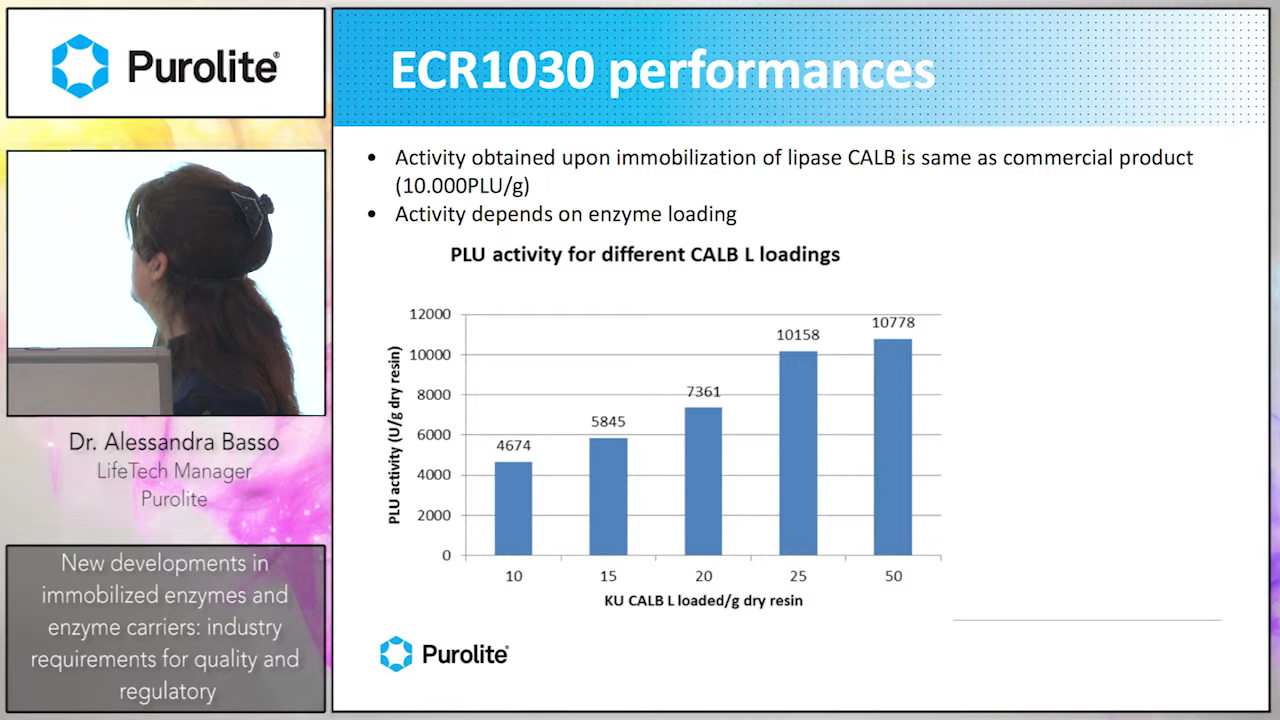 Purolite®
ECR1030 performances
• Activity obtained upon immobilization of lipase CALB is same as commercial product
(10.000PLU/g)
• Activity depends on enzyme loading
PLU activity for different CALB L loadings
PLU activity (U/g dry resin)
12000
10000
8000
6000
4000
2000
0
4674
5845
7361
10158
10778
10
15
20
25
50
KU CALB L loaded/g dry resin
Purolite®
Dr. Alessandra Basso
LifeTech Manager
Purolite
New developments in
immobilized enzymes and
enzyme carriers: industry
requirements for quality and
regulatory